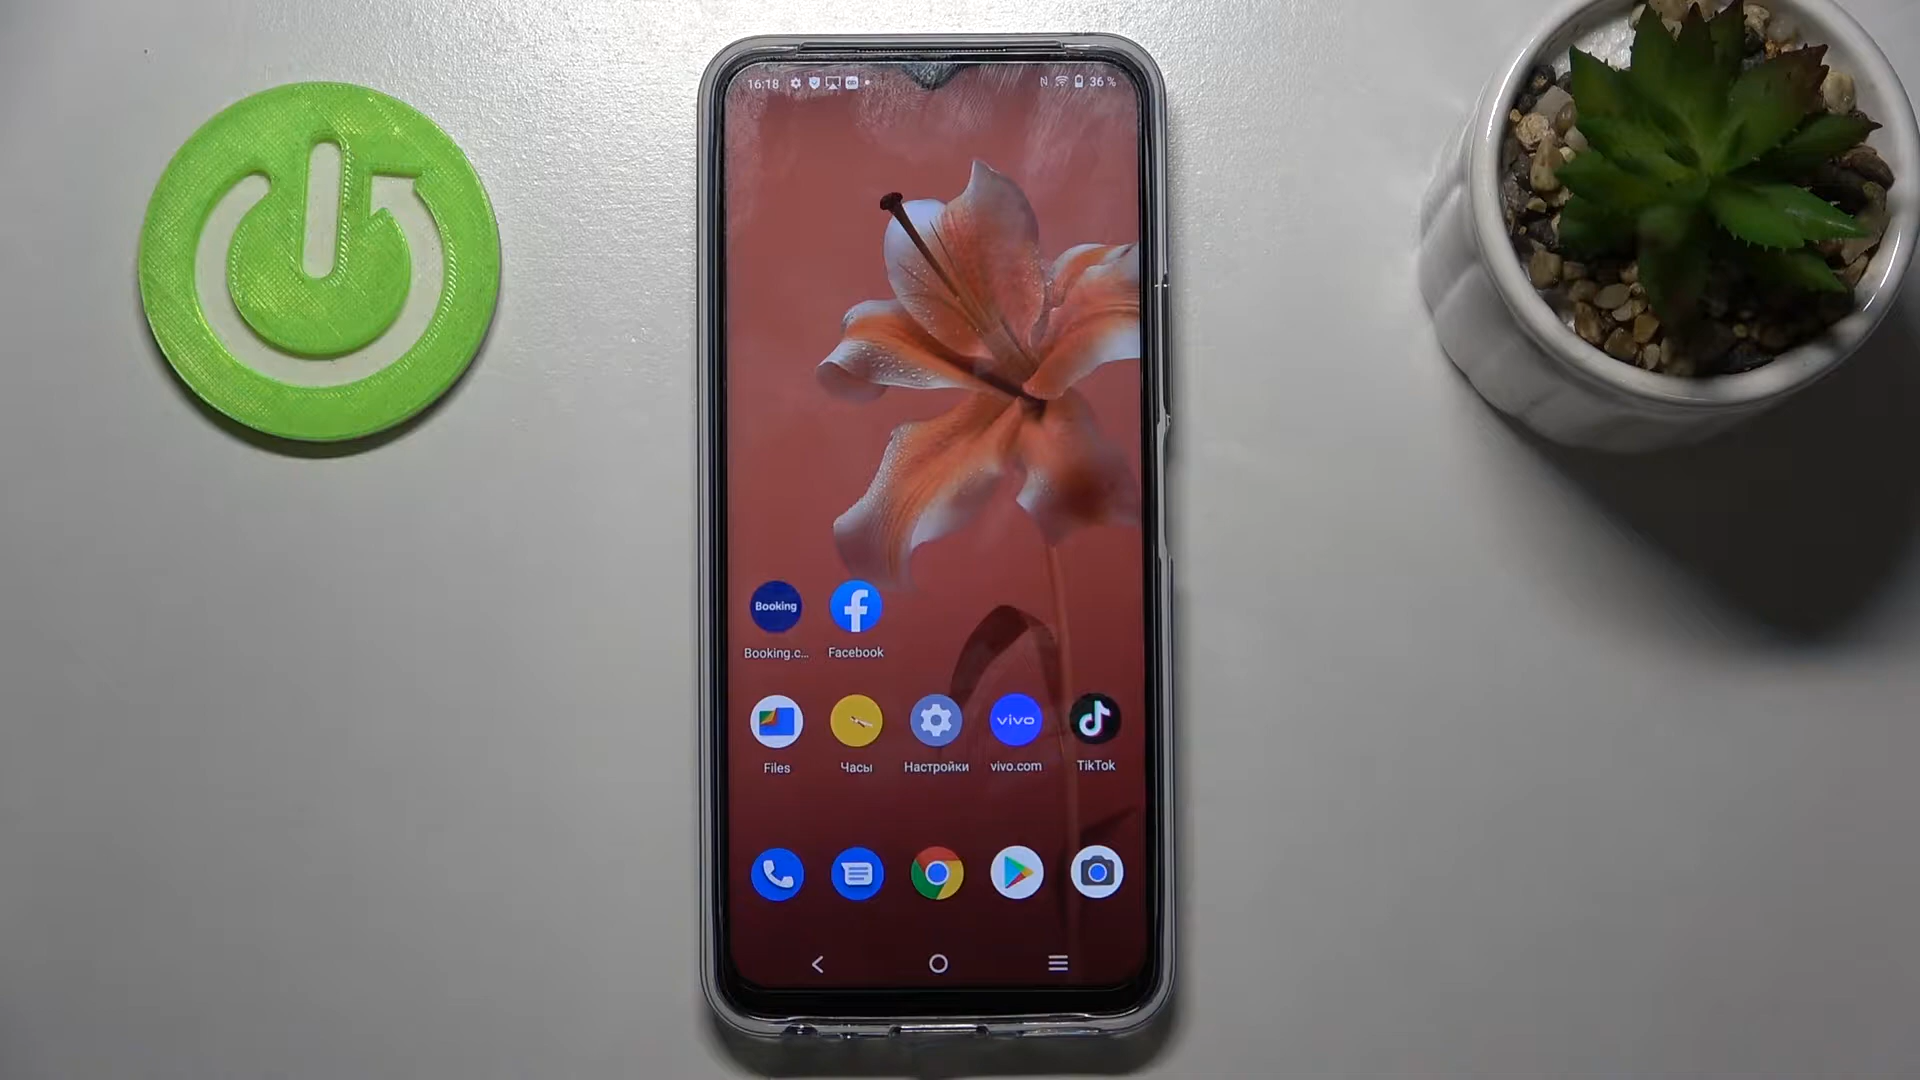 16:18 N 36 %
Booking
Booking.c... Facebook
vivo
Files Часы Настройки vivo.com TikTok